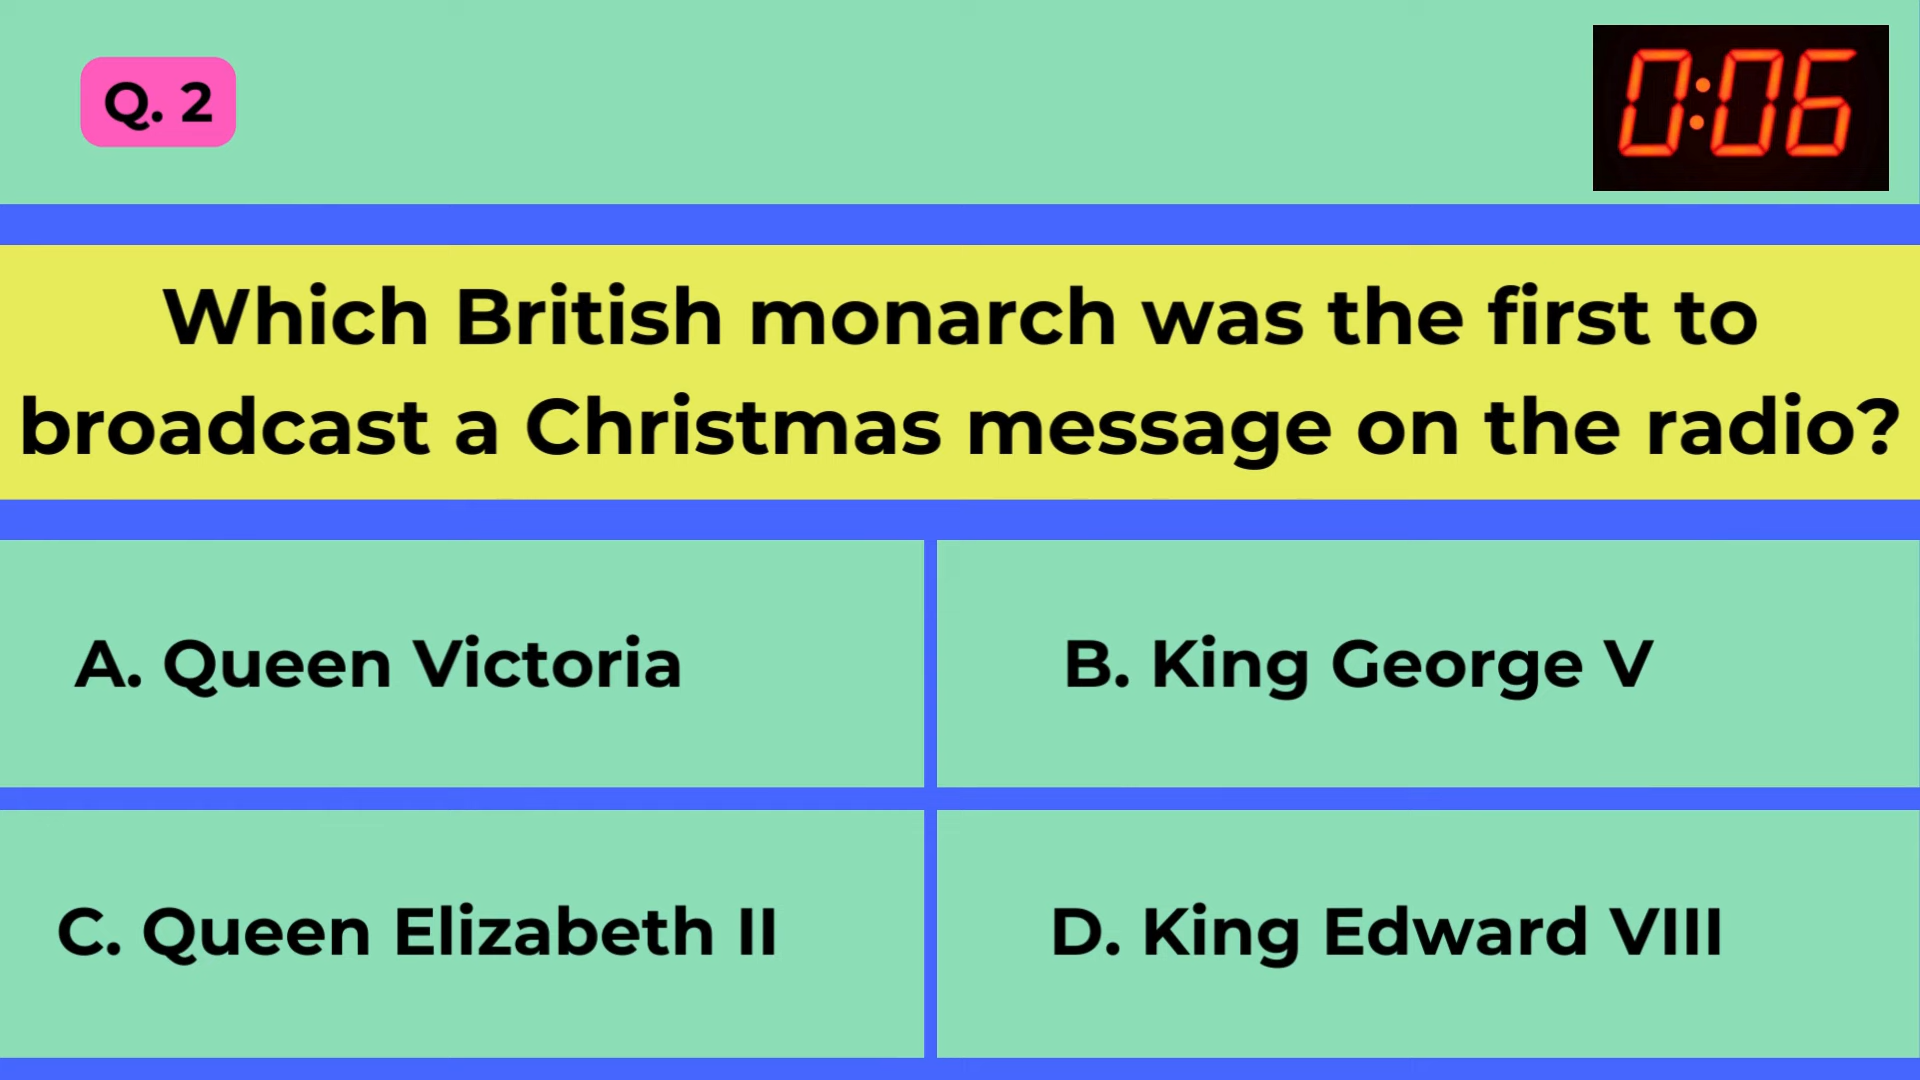 Q. 2
0:06
Which British monarch was the first to
broadcast a Christmas message on the radio?
A. Queen Victoria
B. King George V
C. Queen Elizabeth II
D. King Edward VIII